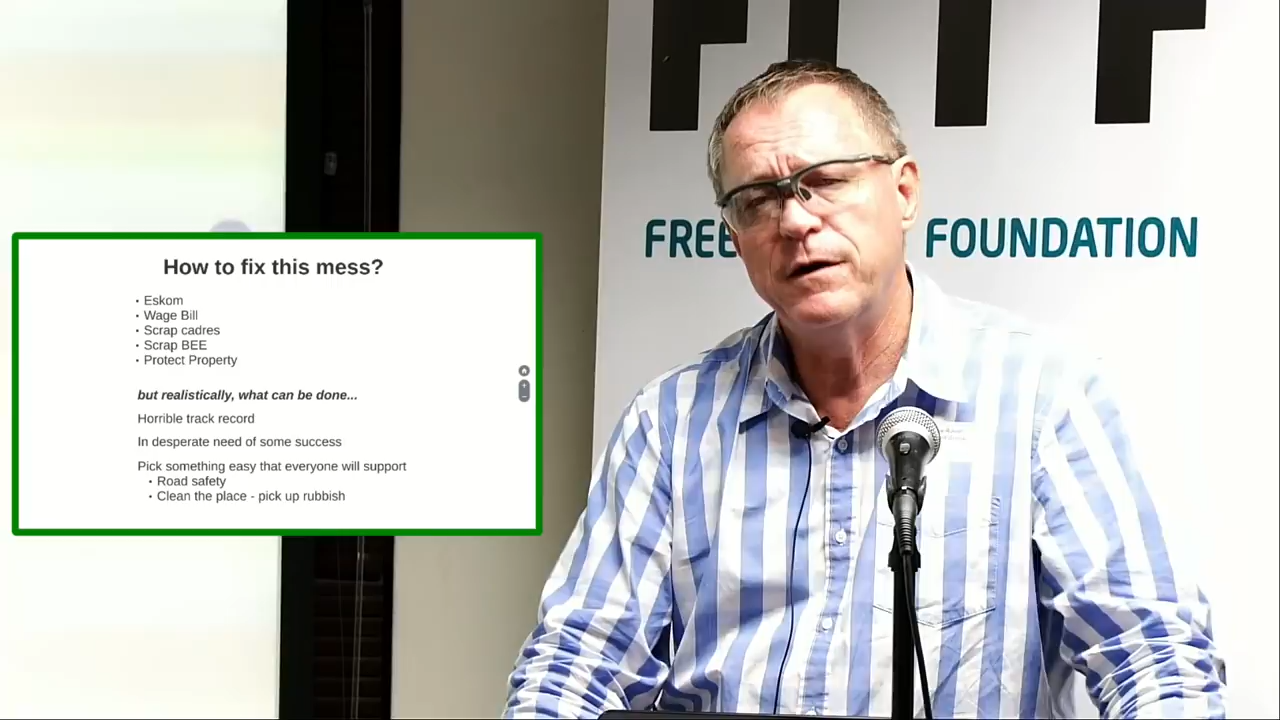 How to fix this mess?
• Eskom
• Wage Bill
• Scrap cadres
• Scrap BEE
• Protect Property
but realistically, what can be done...
Horrible track record
In desperate need of some success
Pick something easy that everyone will support
• Road safety
• Clean the place - pick up rubbish
FREE FOUNDATION